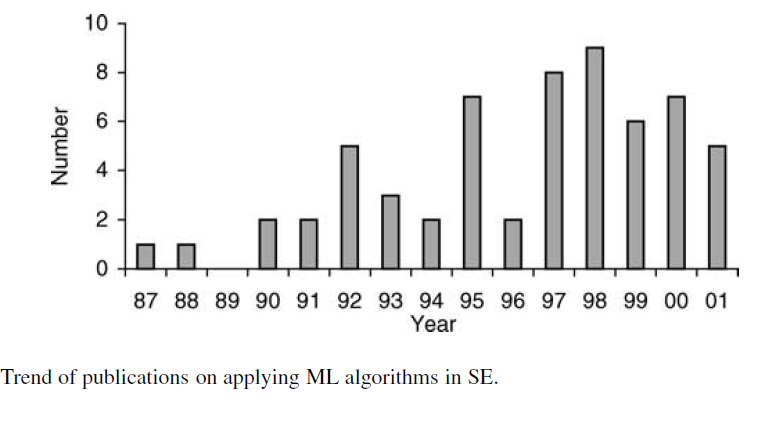 10
8
6
4
2
0
Number
87 88 89 90 91 92 93 94 95 96 97 98 99 00 01
Year
Trend of publications on applying ML algorithms in SE.